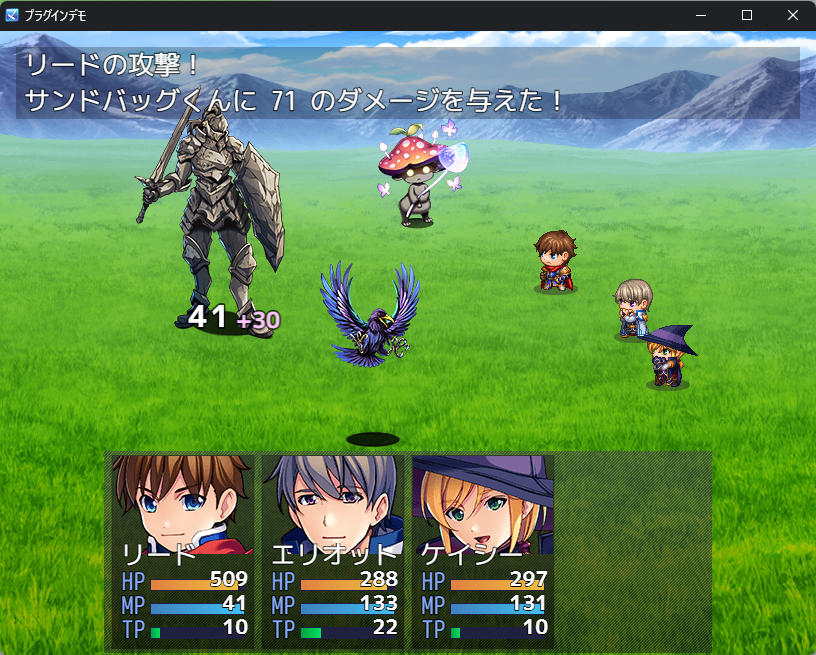 プラグインデモ
リードの攻撃！
サンドバッグくんに 71 のダメージを与えた！
41 +30
リード エリオット ケイシー
HP 509 HP 288 HP 297
MP 41 MP 133 MP 131
TP 10 TP 22 TP 10